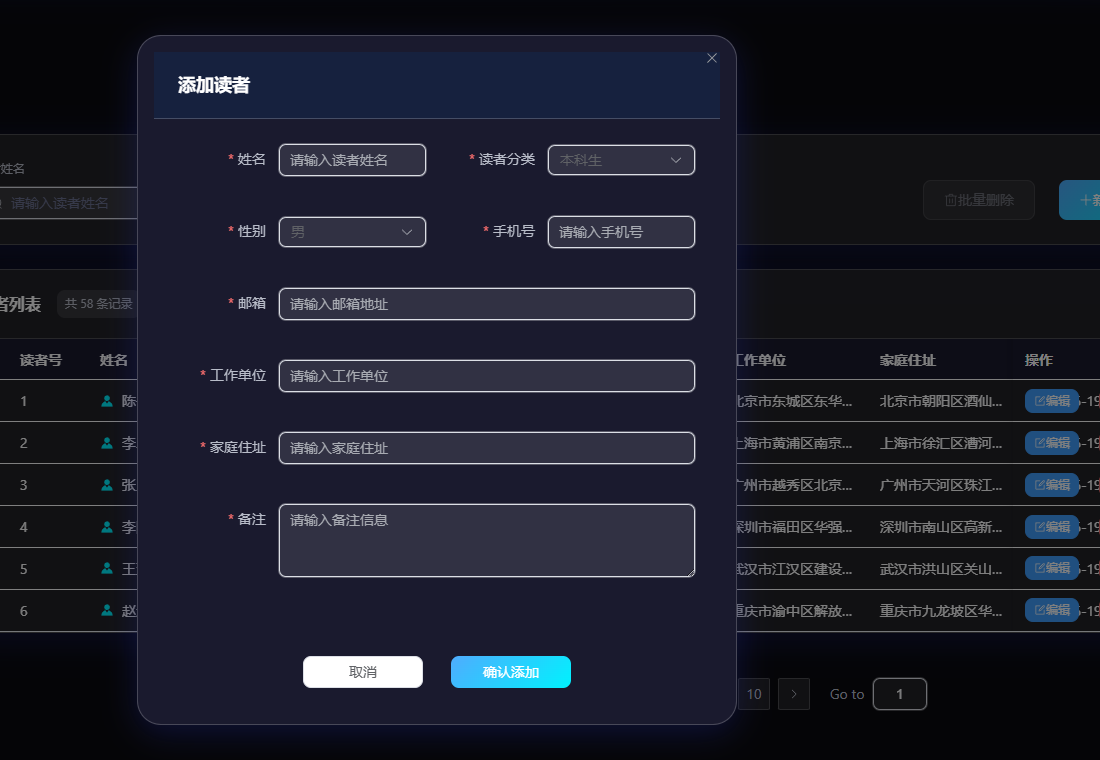 添加读者
* 姓名 请输入读者姓名 * 读者分类 本科生
* 性别 男 * 手机号 请输入手机号
* 邮箱 请输入邮箱地址
* 工作单位 请输入工作单位
* 家庭住址 请输入家庭住址
* 备注 请输入备注信息
取消 确认添加
姓名
请输入读者姓名
批量删除
者列表 共 58 条记录
读者号 姓名 工作单位 家庭住址 操作
1 陈 北京市东城区东华... 北京市朝阳区酒仙... 编辑 -19
2 李 上海市黄浦区南京... 上海市徐汇区漕河... 编辑 -19
3 张 广州市越秀区北京... 广州市天河区珠江... 编辑 -19
4 李 深圳市福田区华强... 深圳市南山区高新... 编辑 -19
5 王 武汉市江汉区建设... 武汉市洪山区关山... 编辑 -19
6 赵 重庆市渝中区解放... 重庆市九龙坡区华... 编辑 -19
10 > Go to 1